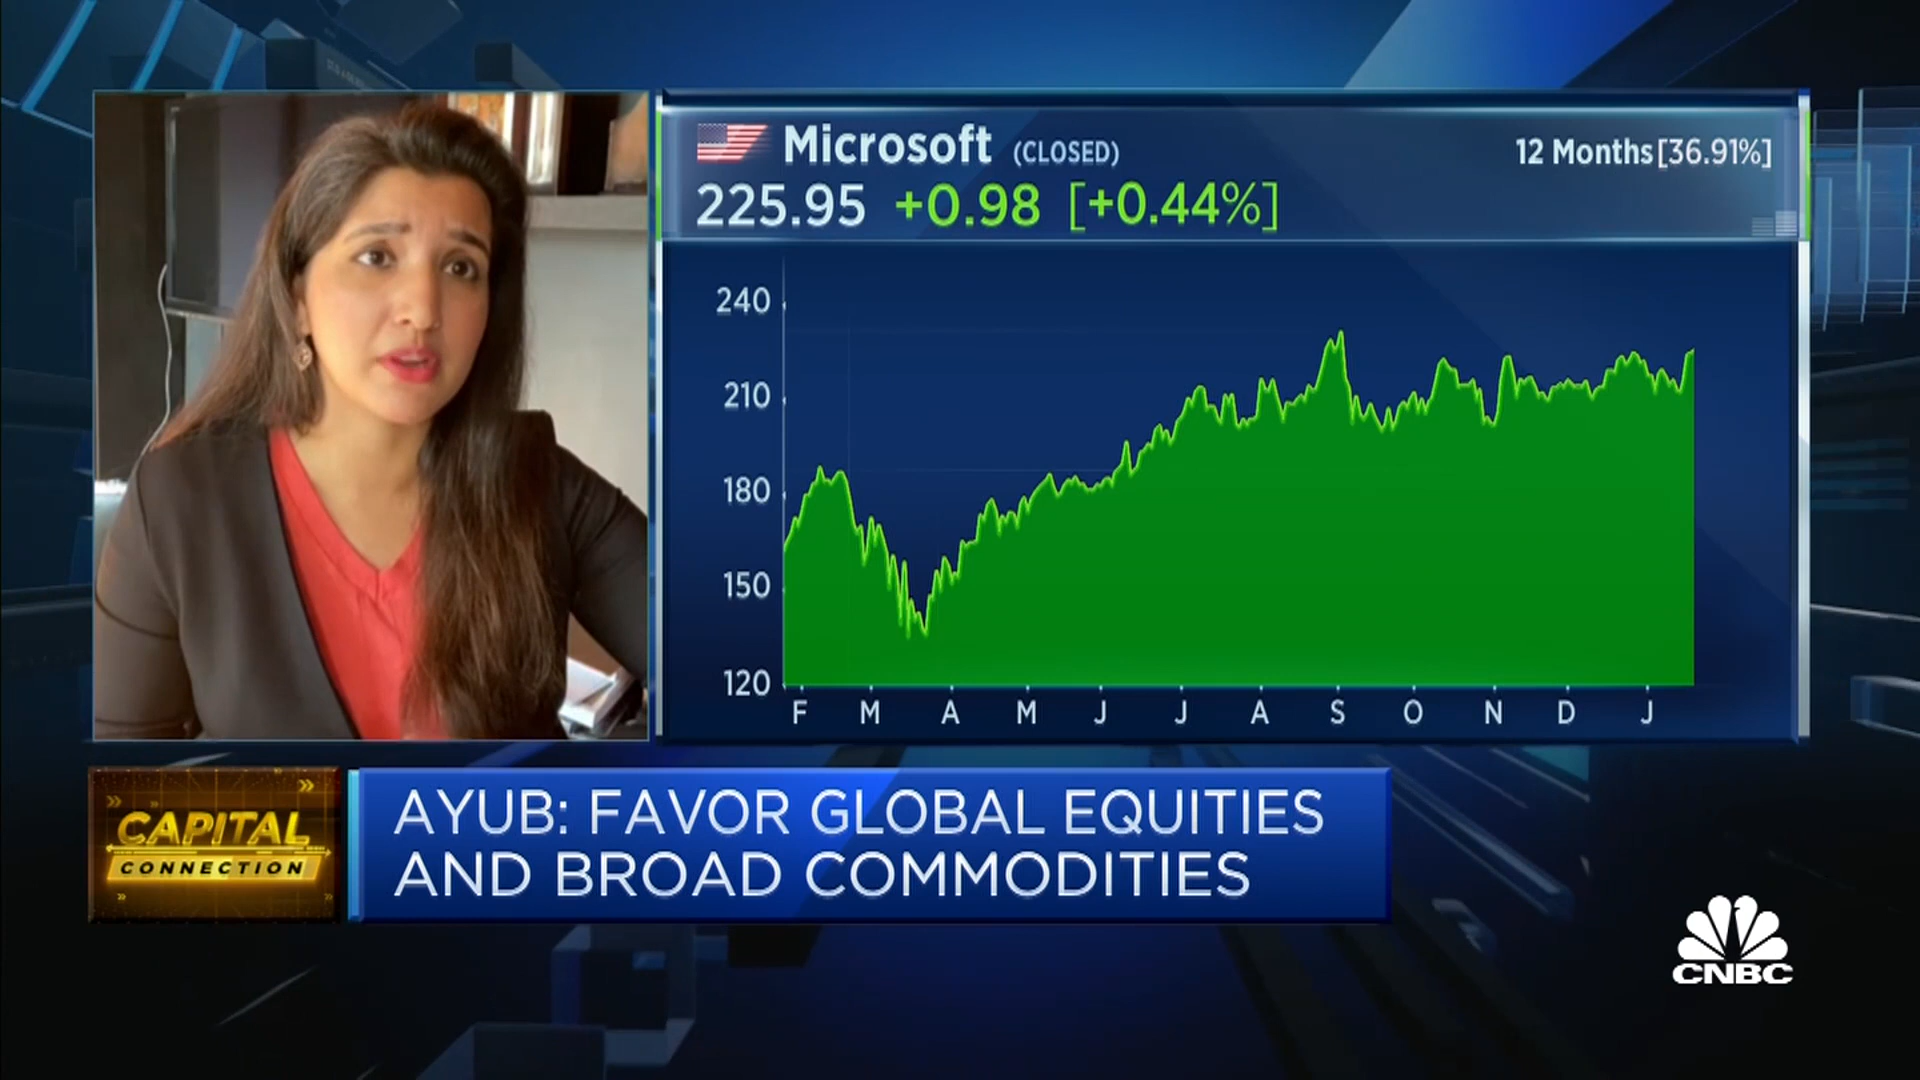 Microsoft (CLOSED)
12 Months[36.91%]
225.95 +0.98 [+0.44%]
240
210
180
150
120
F M A M J J A S O N D J
CAPITAL
CONNECTION
AYUB: FAVOR GLOBAL EQUITIES
AND BROAD COMMODITIES
CNBC